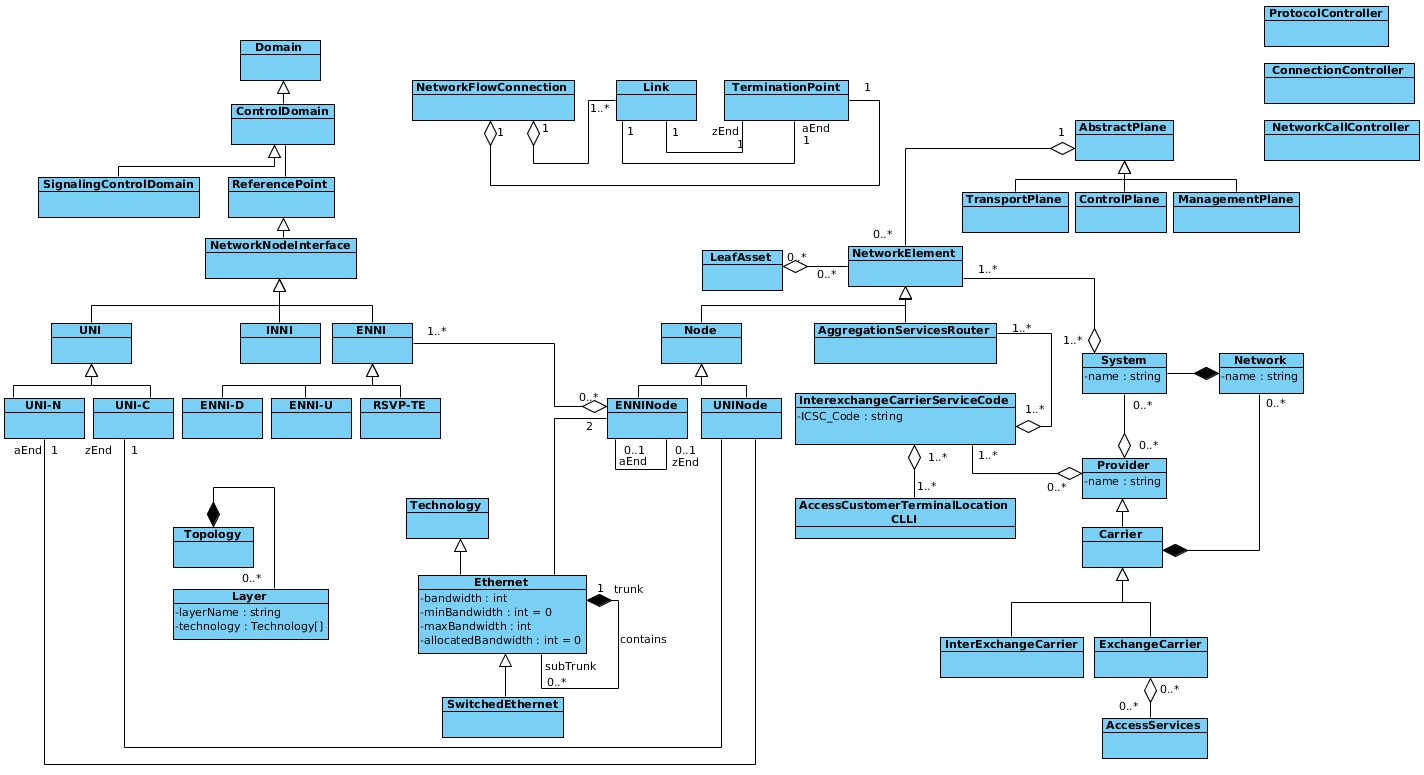 ProtocolController
Domain
ConnectionController
ControlDomain
NetworkFlowConnection
Link
TerminationPoint
1
1..*
1
1
1
1
zEnd
1
aEnd
1
NetworkCallController
AbstractPlane
1
SignalingControlDomain
ReferencePoint
TransportPlane
ControlPlane
ManagementPlane
NetworkNodeInterface
0..*
LeafAsset
0..*
0..*
NetworkElement
1..*
UNI
INNI
ENNI
1..*
Node
AggregationServicesRouter
1..*
1..*
System
-name : string
Network
-name : string
UNI-N
UNI-C
ENNI-D
ENNI-U
RSVP-TE
0..*
2
ENNINode
UNINode
InterexchangeCarrierServiceCode
-ICSC_Code : string
1..*
0..*
0..*
aEnd
1
zEnd
1
0..1
aEnd
0..1
zEnd
1..*
1..*
0..*
0..*
Provider
-name : string
1..*
AccessCustomerTerminalLocation
CLLI
Technology
Topology
Carrier
0..*
Layer
-layerName : string
-technology : Technology[]
Ethernet
-bandwidth : int
-minBandwidth : int = 0
-maxBandwidth : int
-allocatedBandwidth : int = 0
1
trunk
contains
subTrunk
0..*
InterExchangeCarrier
ExchangeCarrier
0..*
0..*
SwitchedEthernet
AccessServices